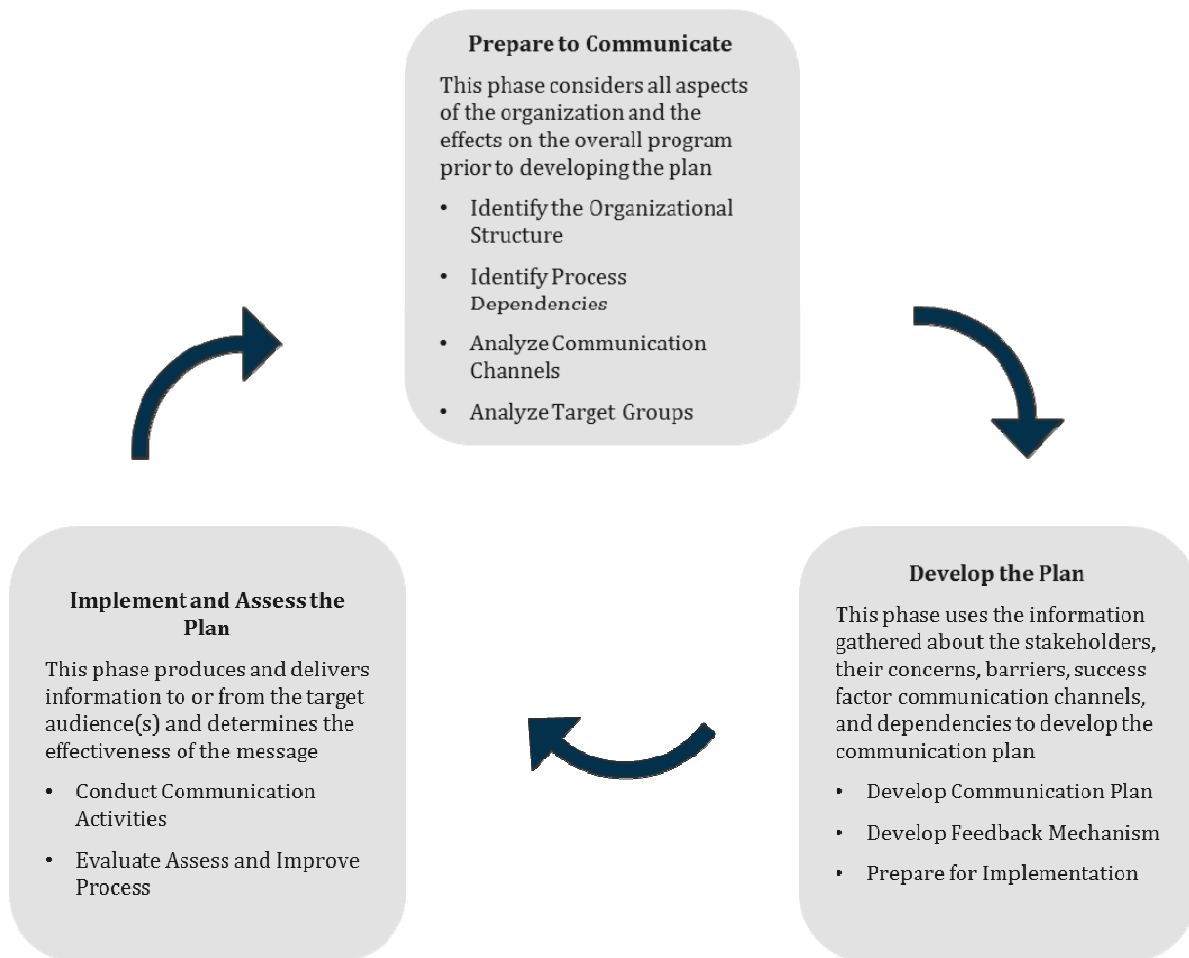 Prepare to Communicate
This phase considers all aspects
of the organization and the
effects on the overall program
prior to developing the plan
• Identify the Organizational
Structure
• Identify Process
Dependencies
• Analyze Communication
Channels
• Analyze Target Groups
Develop the Plan
This phase uses the information
gathered about the stakeholders,
their concerns, barriers, success
factor communication channels,
and dependencies to develop the
communication plan
• Develop Communication Plan
• Develop Feedback Mechanism
• Prepare for Implementation
Implement and Assess the
Plan
This phase produces and delivers
information to or from the target
audience(s) and determines the
effectiveness of the message
• Conduct Communication
Activities
• Evaluate Assess and Improve
Process